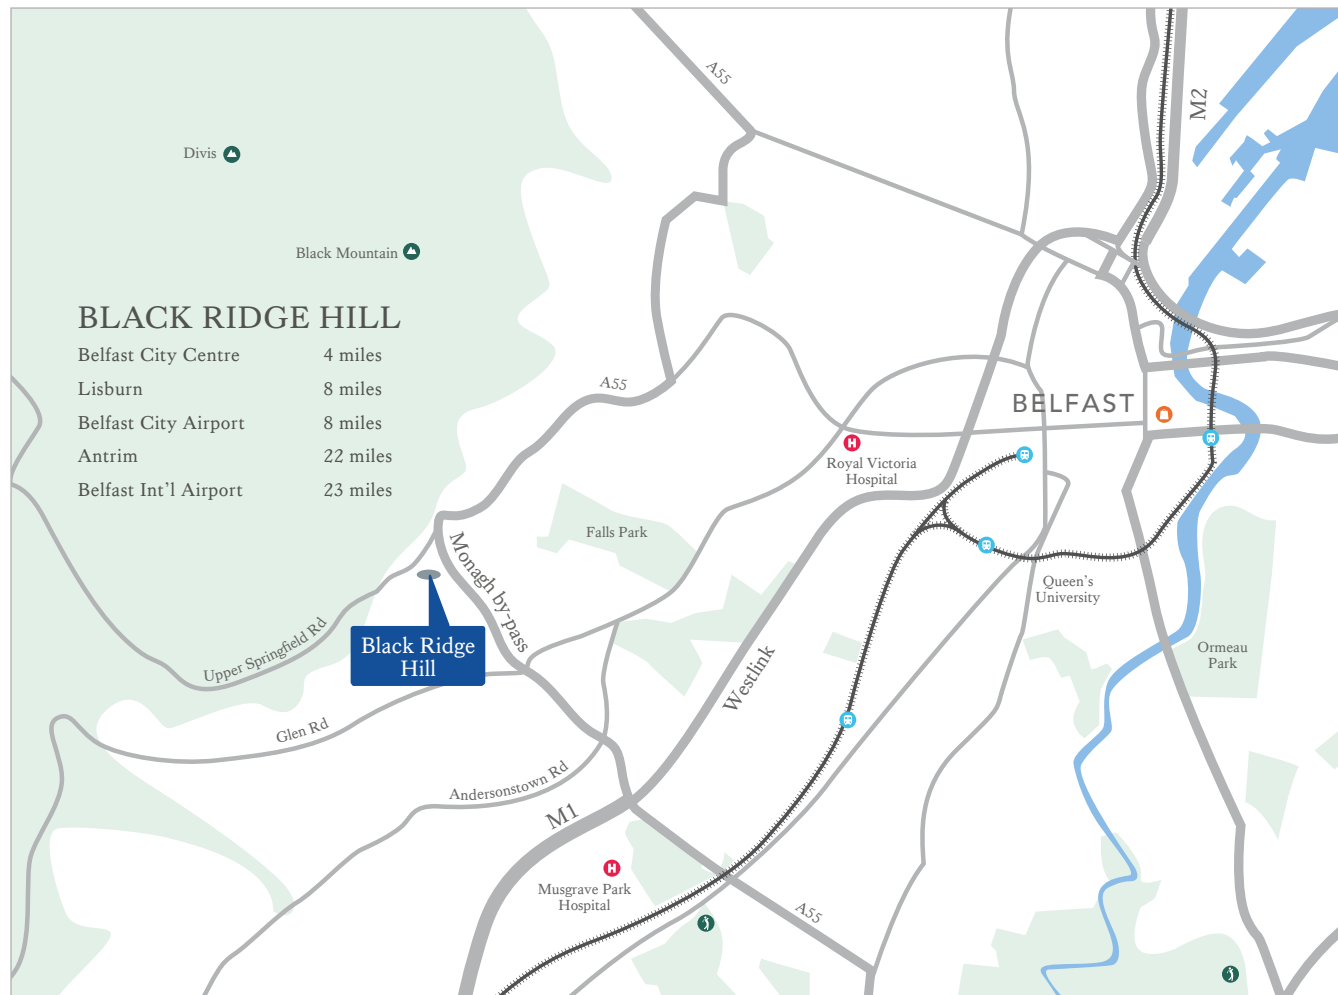 A55
M2
Divis
Black Mountain
BLACK RIDGE HILL
Belfast City Centre 4 miles
Lisburn 8 miles
Belfast City Airport 8 miles
Antrim 22 miles
Belfast Int'l Airport 23 miles
A55
BELFAST
H
Royal Victoria
Hospital
Falls Park
Monagh by-pass
Queen's
University
Upper Springfield Rd
Black Ridge
Hill
Ormeau
Park
Westlink
Glen Rd
Andersonstown Rd
M1
H
Musgrave Park
Hospital
A55